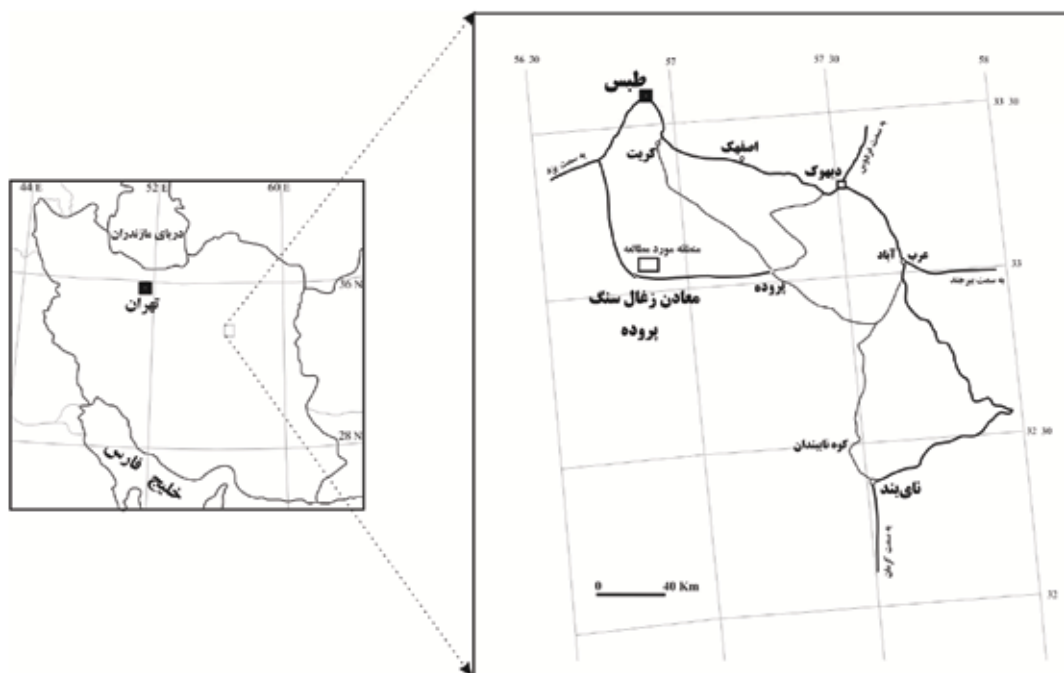 44 E
52 E
60 E
دریای مازندران
36 N
تهران
28 N
خلیج فارس
56 30
57
57 30
58
طبس
33 30
به سمت فردوس
اصفهک
کریت
دیهوک
به سمت یزد
منطقه مورد مطالعه
عرب آباد
33
به سمت بیرجند
پروده
معادن زغال سنگ
پروده
32 30
کوه نایبندان
نای‌بند
به سمت کرمان
0 40 Km
32